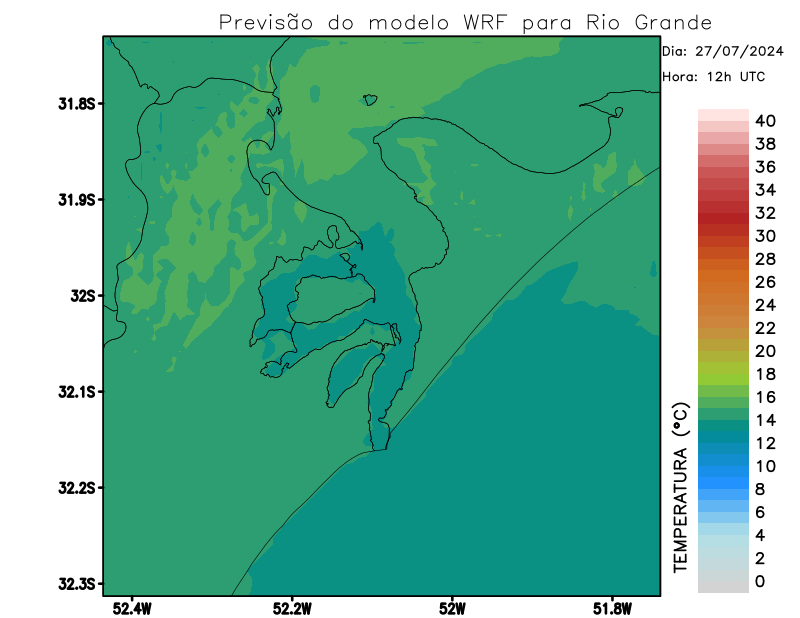 Previsão do modelo WRF para Rio Grande
Dia: 27/07/2024
Hora: 12h UTC
31.8S
31.9S
32S
32.1S
32.2S
32.3S
52.4W
52.2W
52W
51.8W
TEMPERATURA (°C)
40
38
36
34
32
30
28
26
24
22
20
18
16
14
12
10
8
6
4
2
0